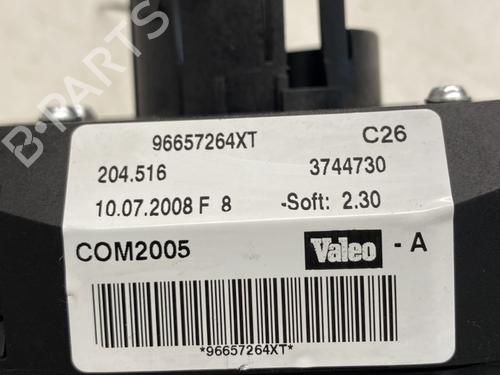 96657264XT C26
204.516 3744730
10.07.2008 F 8 -Soft: 2.30
COM2005 Valeo - A
*96657264XT*
B-PARTS